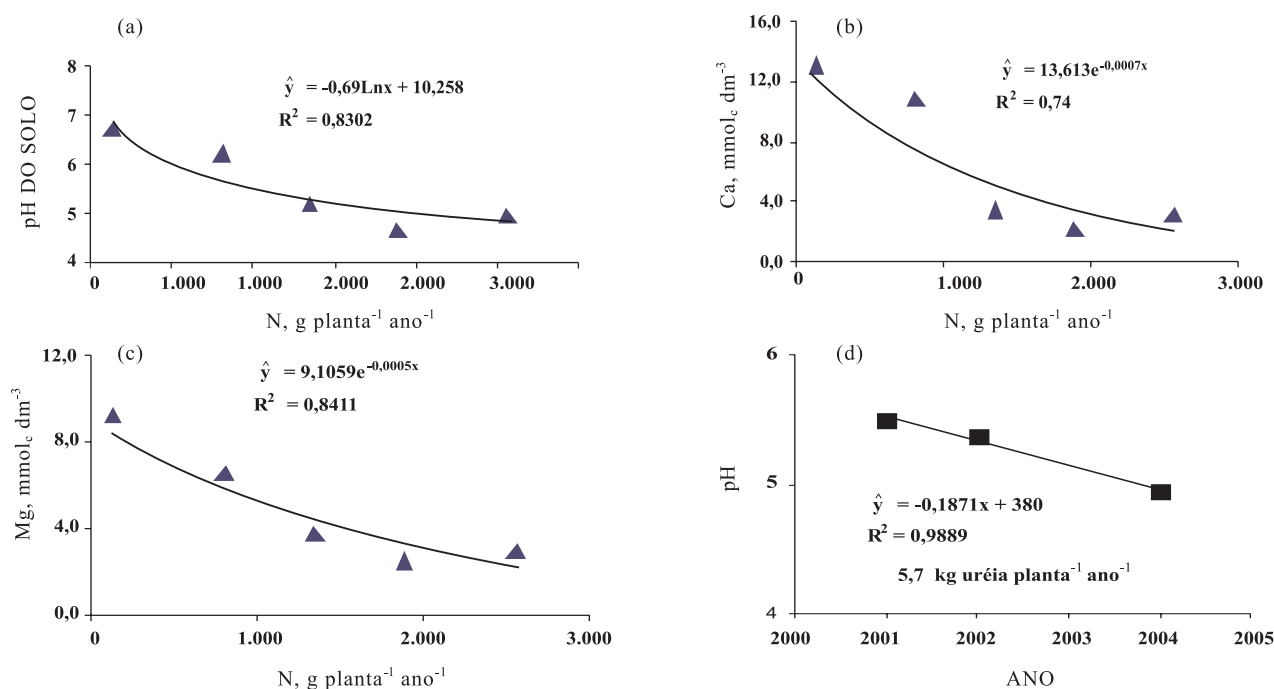 (a)
8
7
6
5
4
pH DO SOLO
ŷ = -0,69Lnx + 10,258
R² = 0,8302
0 1.000 1.000 2.000 2.000 3.000
N, g planta⁻¹ ano⁻¹
(b)
16,0
12,0
8,0
4,0
0,0
Ca, mmol꜀ dm⁻³
ŷ = 13,613e⁻⁰,⁰⁰⁰⁷ˣ
R² = 0,74
0 1.000 2.000 3.000
N, g planta⁻¹ ano⁻¹
(c)
12,0
8,0
4,0
0,0
Mg, mmol꜀ dm⁻³
ŷ = 9,1059e⁻⁰,⁰⁰⁰⁵ˣ
R² = 0,8411
0 1.000 2.000 3.000
N, g planta⁻¹ ano⁻¹
(d)
6
5
4
pH
ŷ = -0,1871x + 380
R² = 0,9889
5,7 kg uréia planta⁻¹ ano⁻¹
2000 2001 2002 2003 2004 2005
ANO